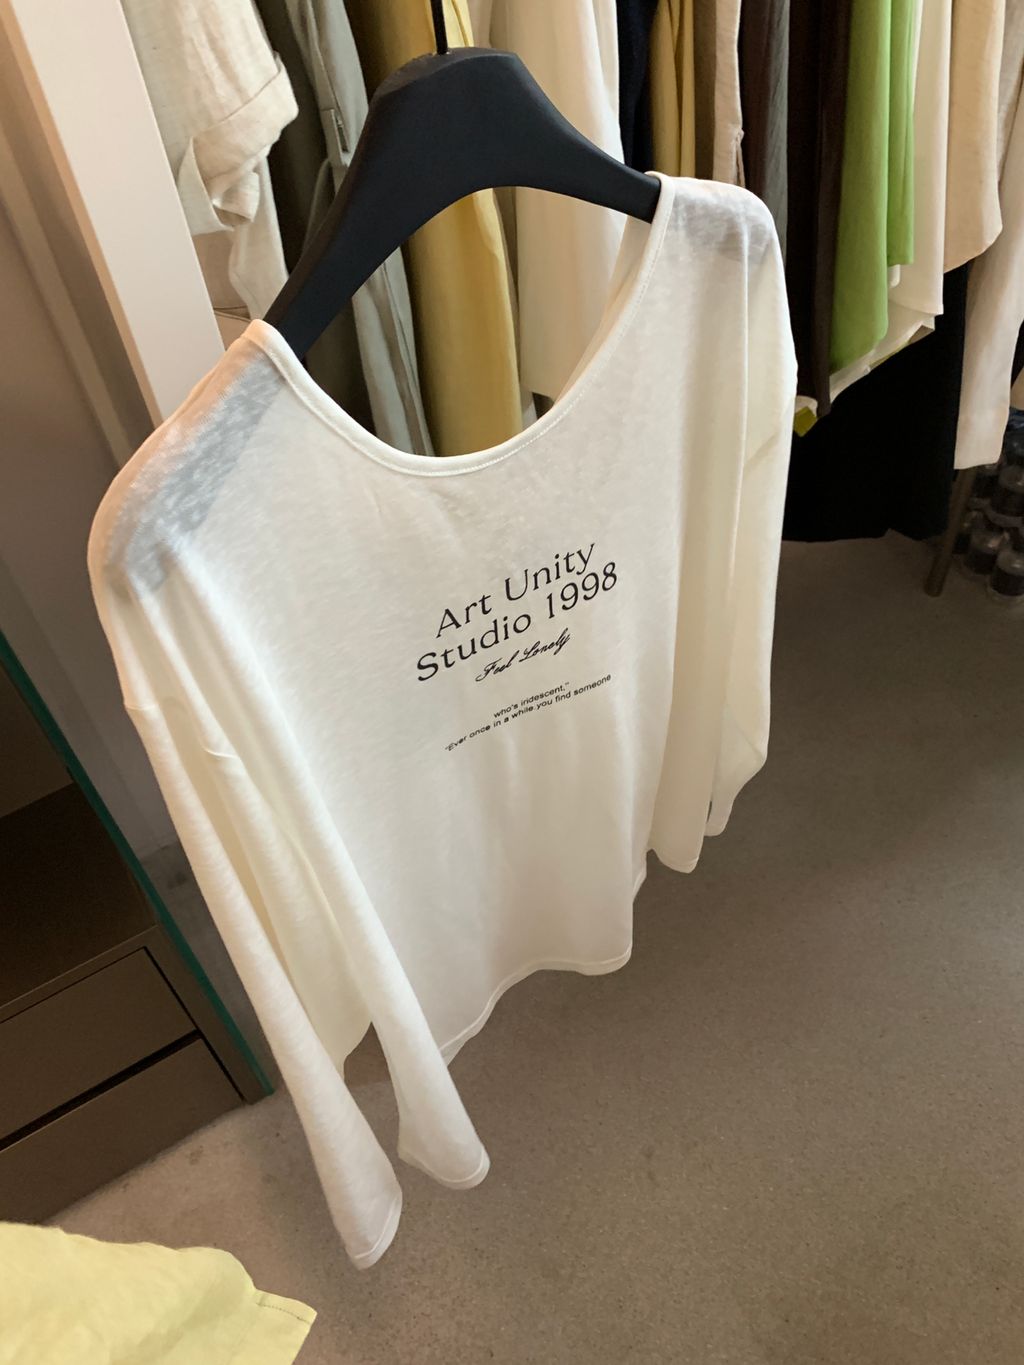 Art Unity
Studio 1998
Feel Lonely
who's iridescent,"
"Ever once in a while you find someone